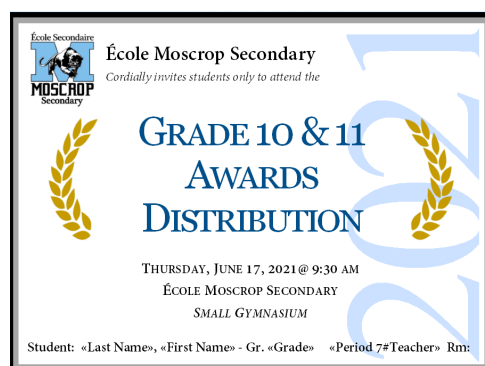 École Secondaire
M
MOSCROP
Secondary
École Moscrop Secondary
Cordially invites students only to attend the
GRADE 10 & 11
AWARDS
DISTRIBUTION
2021
THURSDAY, JUNE 17, 2021@ 9:30 AM
ÉCOLE MOSCROP SECONDARY
SMALL GYMNASIUM
Student: «Last Name», «First Name» - Gr. «Grade» «Period 7#Teacher» Rm: